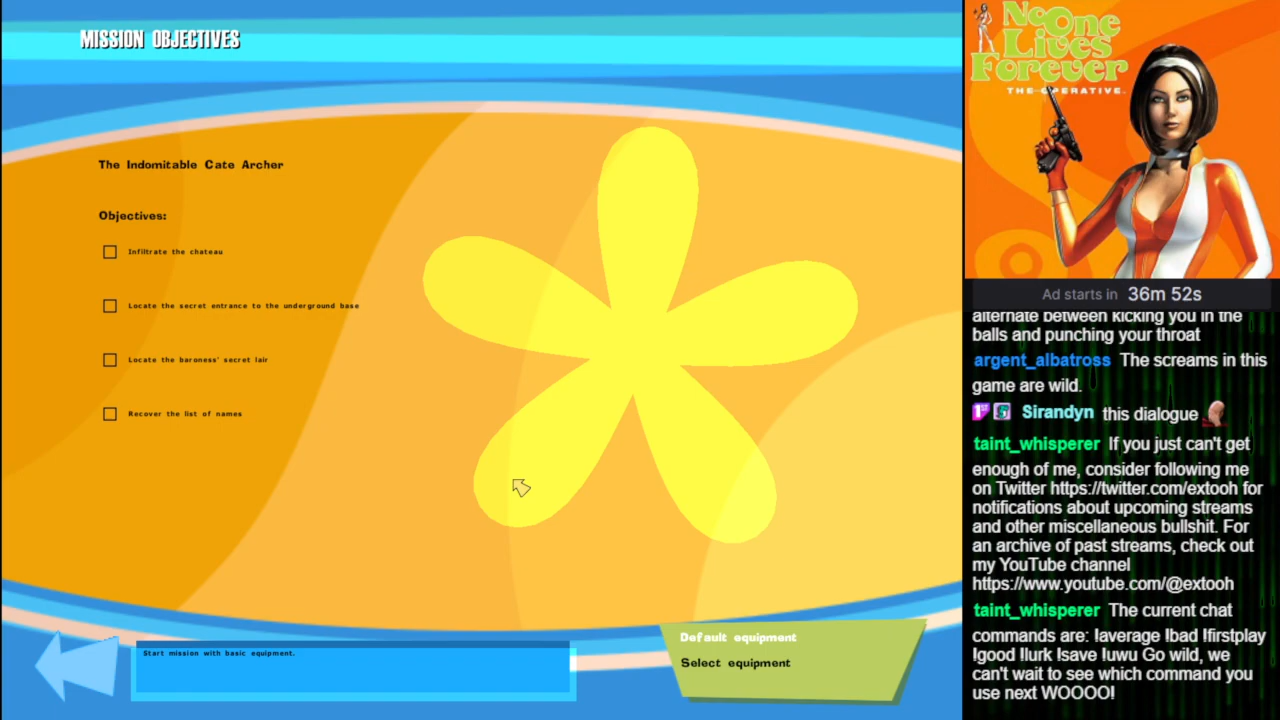 MISSION OBJECTIVES
The Indomitable Cate Archer
Objectives:
Infiltrate the chateau
Locate the secret entrance to the underground base
Locate the baroness' secret lair
Recover the list of names
Start mission with basic equipment.
Default equipment
Select equipment
No One
Lives
Forever
THE OPERATIVE.
Ad starts in 36m 52s
alternate between kicking you in the
balls and punching your throat
argent_albatross The screams in this
game are wild.
Sirandyn this dialogue
taint_whisperer If you just can't get
enough of me, consider following me
on Twitter https://twitter.com/extooh for
notifications about upcoming streams
and other miscellaneous bullshit. For
an archive of past streams, check out
my YouTube channel
https://www.youtube.com/@extooh
taint_whisperer The current chat
commands are: !average !bad !firstplay
!good !lurk !save !uwu Go wild, we
can't wait to see which command you
use next WOOOO!